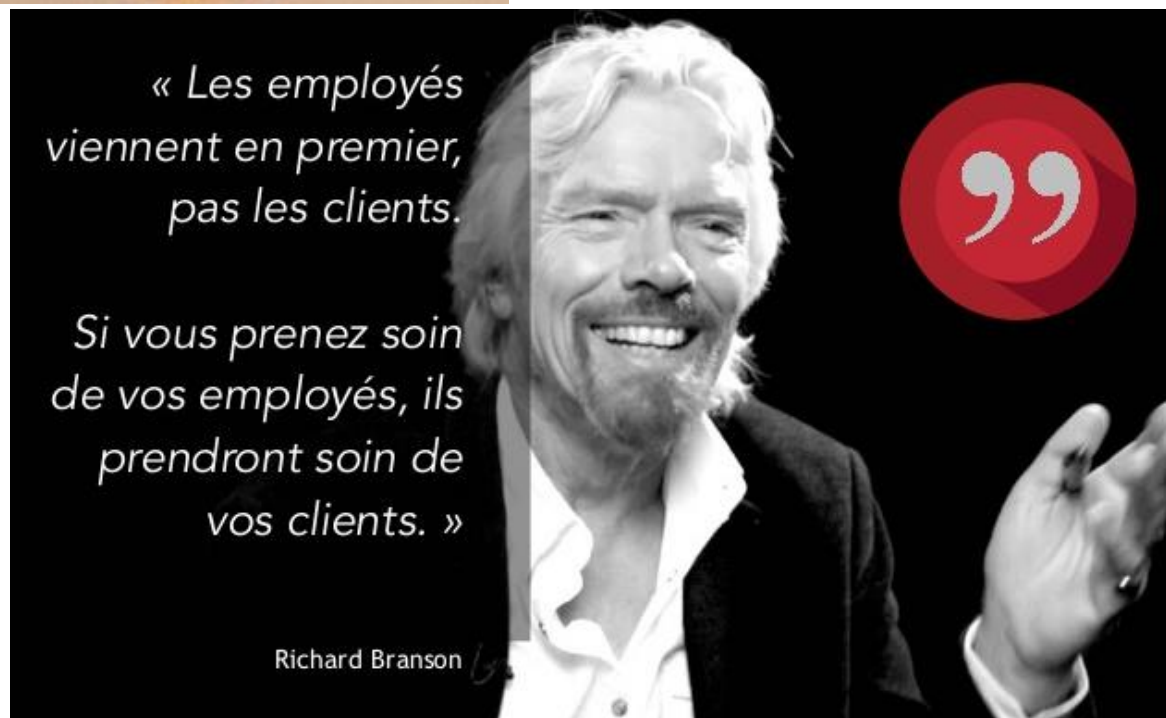 « Les employés
viennent en premier,
pas les clients.
Si vous prenez soin
de vos employés, ils
prendront soin de
vos clients. »
Richard Branson